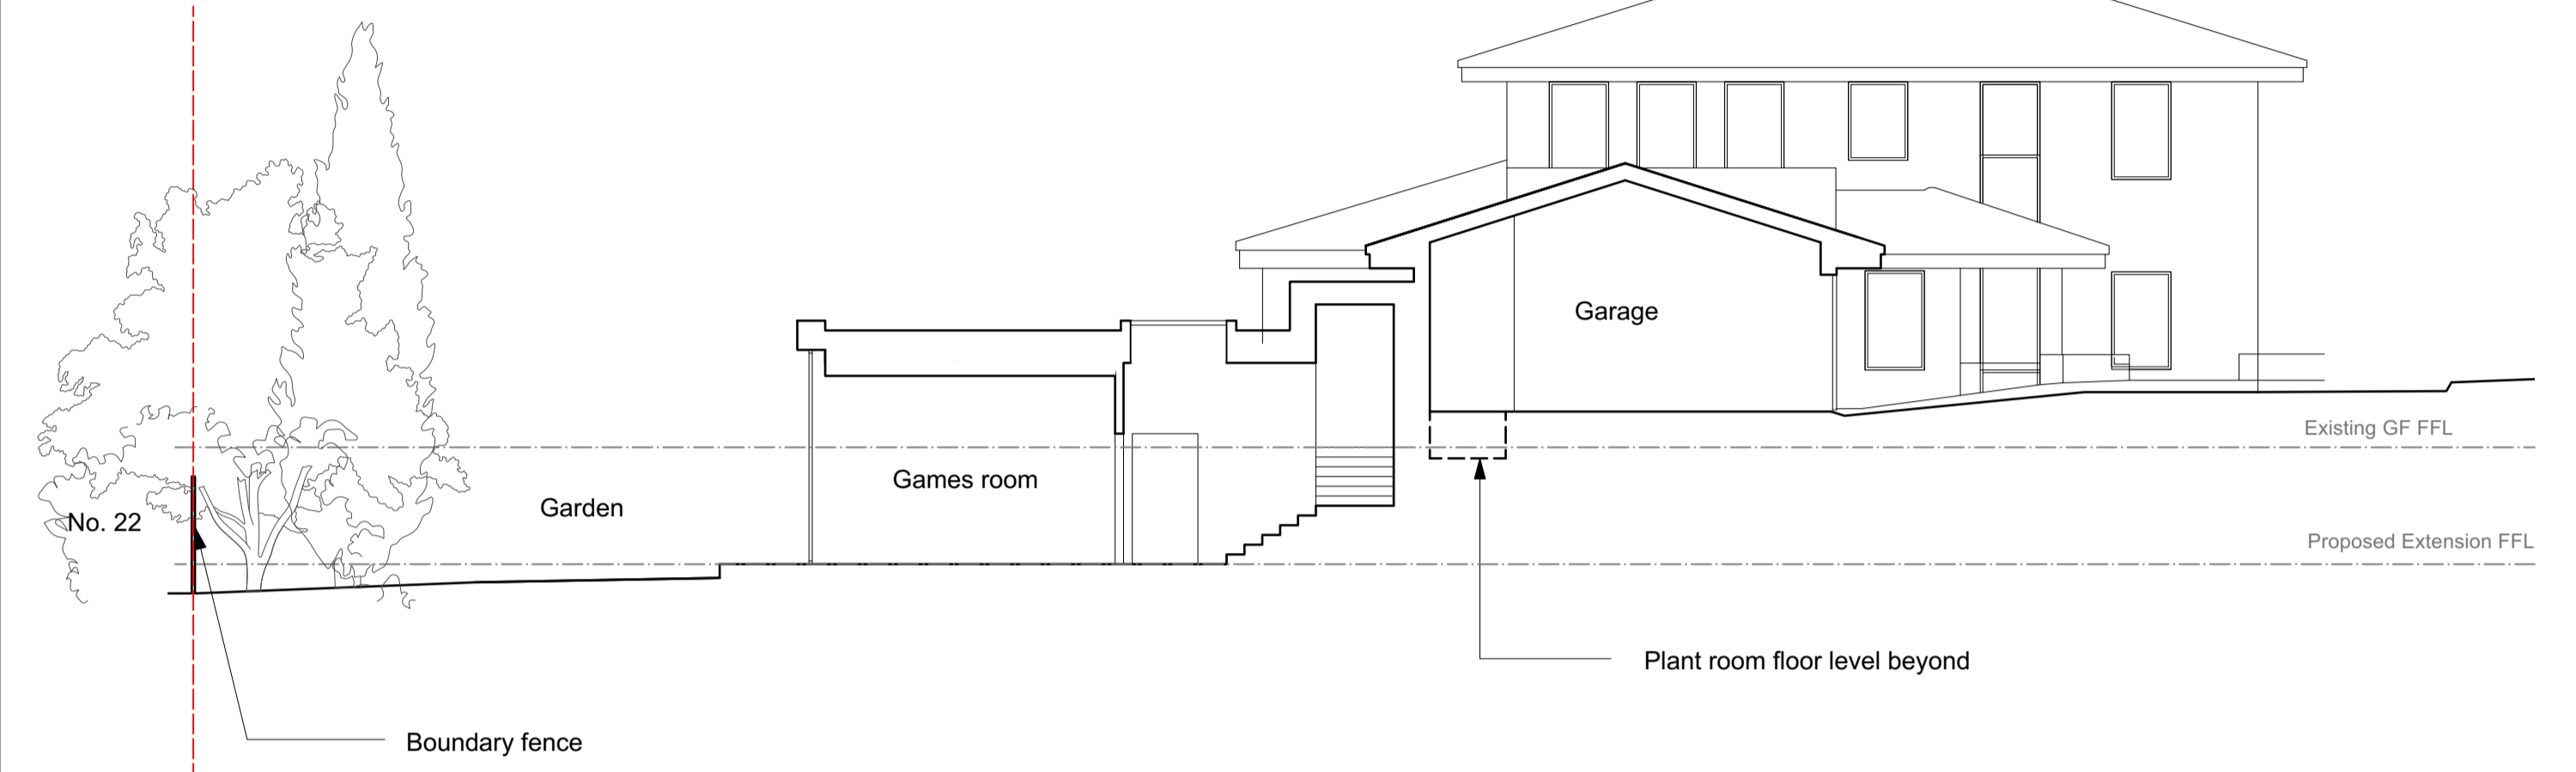 Garage
Existing GF FFL
Games room
Garden
No. 22
Proposed Extension FFL
Plant room floor level beyond
Boundary fence